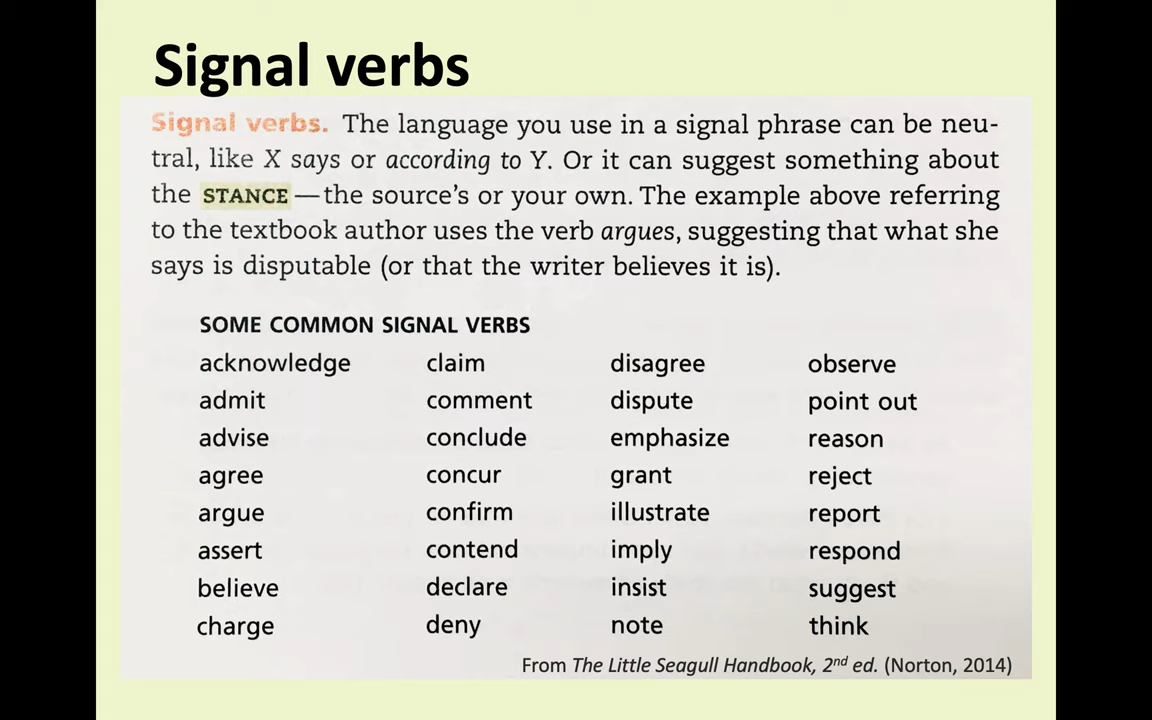 Signal verbs
Signal verbs. The language you use in a signal phrase can be neu-
tral, like X says or according to Y. Or it can suggest something about
the STANCE—the source's or your own. The example above referring
to the textbook author uses the verb argues, suggesting that what she
says is disputable (or that the writer believes it is).
SOME COMMON SIGNAL VERBS
acknowledge claim disagree observe
admit comment dispute point out
advise conclude emphasize reason
agree concur grant reject
argue confirm illustrate report
assert contend imply respond
believe declare insist suggest
charge deny note think
From The Little Seagull Handbook, 2nd ed. (Norton, 2014)